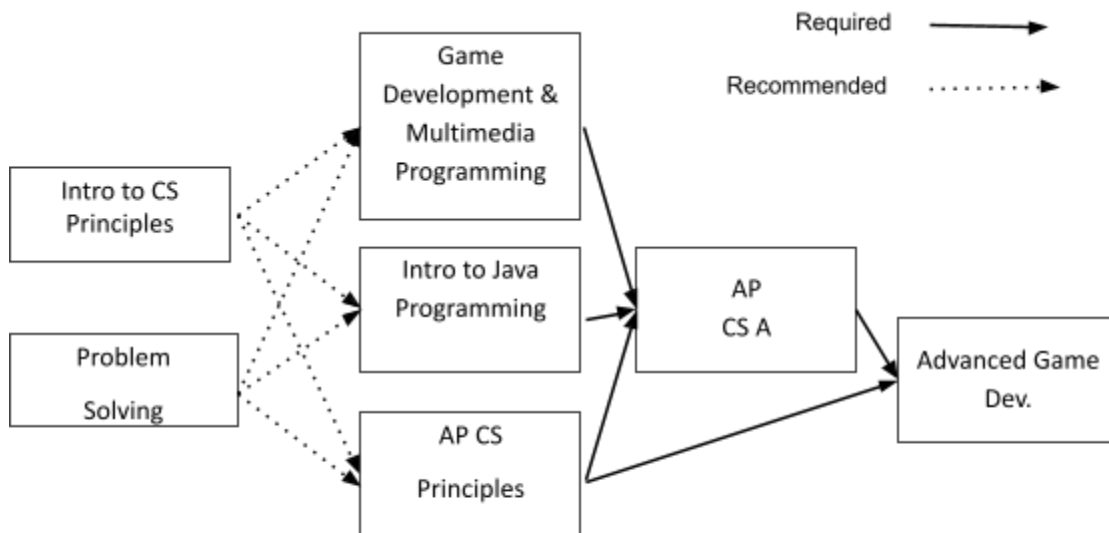 Required
Recommended
Game
Development &
Multimedia
Programming
Intro to CS
Principles
Intro to Java
Programming
Problem
Solving
AP CS
Principles
AP
CS A
Advanced Game
Dev.